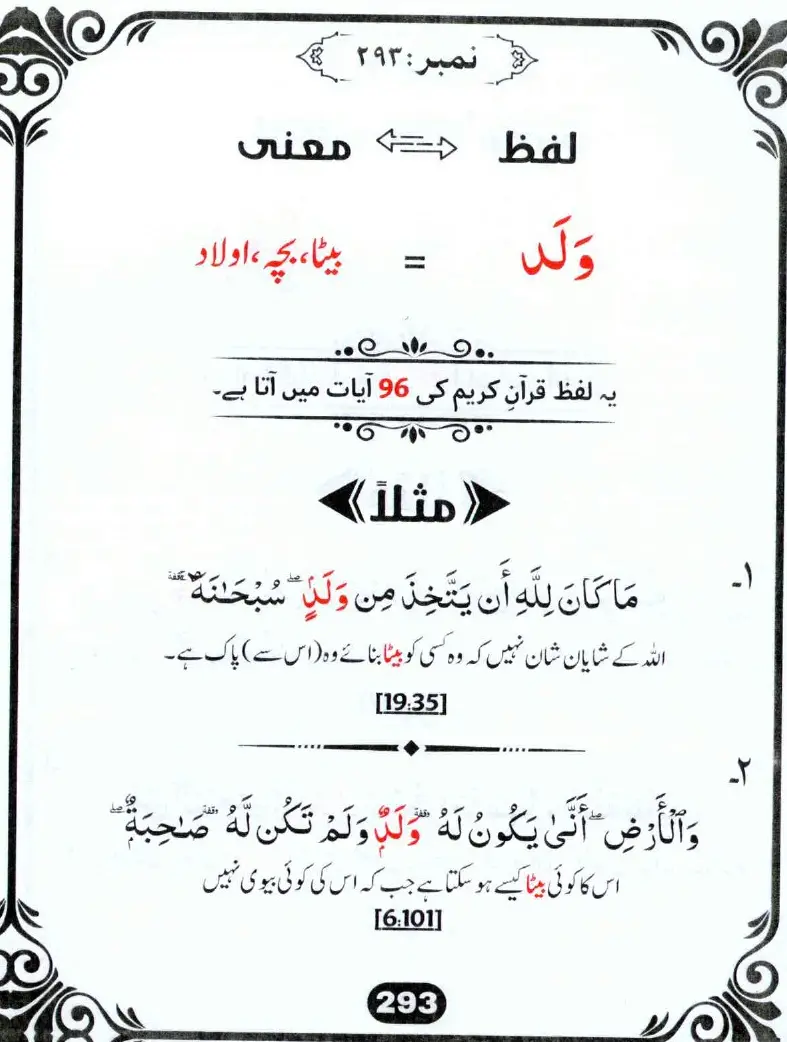 نمبر: ۲۹۳
لفظ ⇐⇒ معنی
وَلَد = بیٹا، بچہ، اولاد
یہ لفظ قرآنِ کریم کی 96 آیات میں آتا ہے۔
مثلاً
۱۔
مَا كَانَ لِلَّهِ أَن يَتَّخِذَ مِن وَلَدٍۖ سُبْحَـٰنَهُۥٓۚ
اللہ کے شایان شان نہیں کہ وہ کسی کو بیٹا بنائے وہ (اس سے) پاک ہے۔
[19:35]
۲۔
وَٱلْأَرْضِۖ أَنَّىٰ يَكُونُ لَهُۥ وَلَدٌ وَلَمْ تَكُن لَّهُۥ صَـٰحِبَةٌۖ
اس کا کوئی بیٹا کیسے ہو سکتا ہے جب کہ اس کی کوئی بیوی نہیں
[6:101]
293